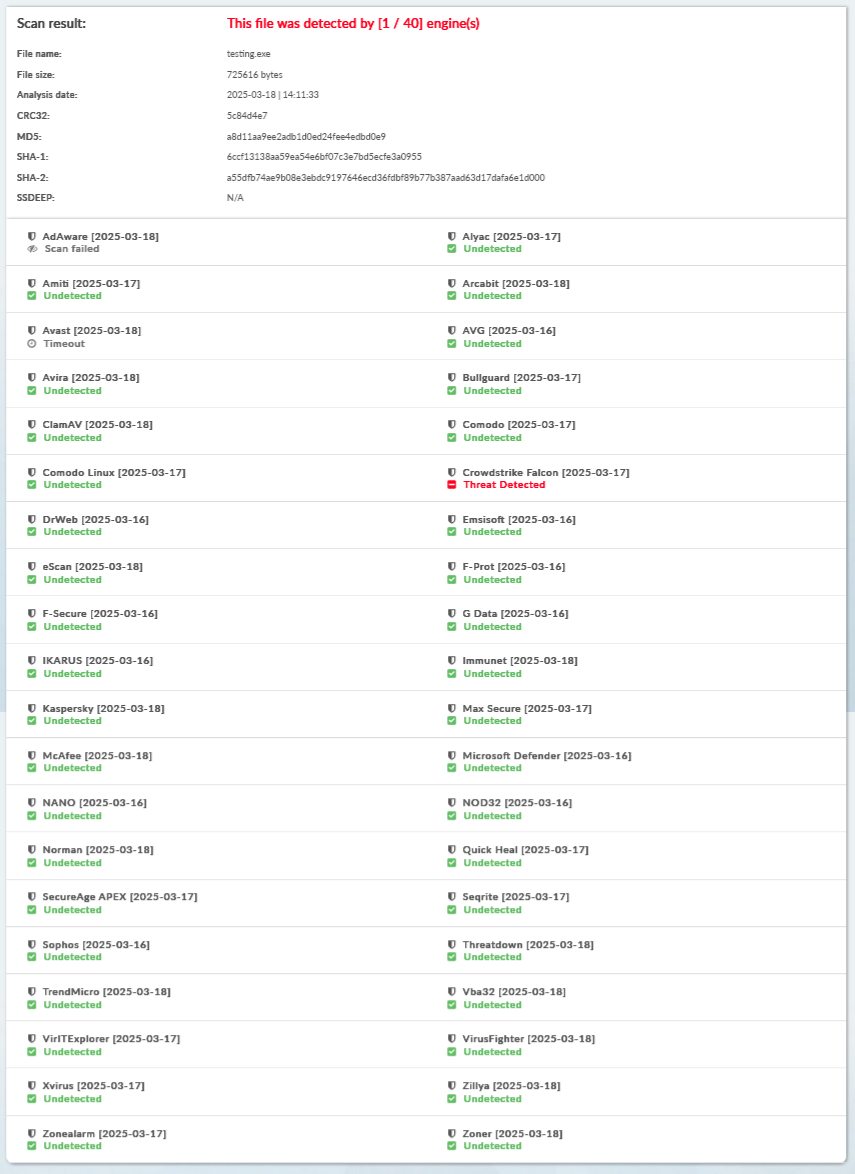 Scan result: This file was detected by [1 / 40] engine(s)
File name: testing.exe
File size: 725616 bytes
Analysis date: 2025-03-18 | 14:11:33
CRC32: 5c84d4e7
MD5: a8d11aa9ee2adb1d0ed24fee4edbd0e9
SHA-1: 6ccf13138aa59ea54e6bf07c3e7bd5ecfe3a0955
SHA-2: a55dfb74ae9b08e3ebdc9197646ecd36fdbf89b77b387aad63d17dafa6e1d000
SSDEEP: N/A
AdAware [2025-03-18] Alyac [2025-03-17]
Scan failed Undetected
Amiti [2025-03-17] Arcabit [2025-03-18]
Undetected Undetected
Avast [2025-03-18] AVG [2025-03-16]
Timeout Undetected
Avira [2025-03-18] Bullguard [2025-03-17]
Undetected Undetected
ClamAV [2025-03-18] Comodo [2025-03-17]
Undetected Undetected
Comodo Linux [2025-03-17] Crowdstrike Falcon [2025-03-17]
Undetected Threat Detected
DrWeb [2025-03-16] Emsisoft [2025-03-16]
Undetected Undetected
eScan [2025-03-18] F-Prot [2025-03-16]
Undetected Undetected
F-Secure [2025-03-16] G Data [2025-03-16]
Undetected Undetected
IKARUS [2025-03-16] Immunet [2025-03-18]
Undetected Undetected
Kaspersky [2025-03-18] Max Secure [2025-03-17]
Undetected Undetected
McAfee [2025-03-18] Microsoft Defender [2025-03-16]
Undetected Undetected
NANO [2025-03-16] NOD32 [2025-03-16]
Undetected Undetected
Norman [2025-03-18] Quick Heal [2025-03-17]
Undetected Undetected
SecureAge APEX [2025-03-17] Seqrite [2025-03-17]
Undetected Undetected
Sophos [2025-03-16] Threatdown [2025-03-18]
Undetected Undetected
TrendMicro [2025-03-18] Vba32 [2025-03-18]
Undetected Undetected
VirITExplorer [2025-03-17] VirusFighter [2025-03-18]
Undetected Undetected
Xvirus [2025-03-17] Zillya [2025-03-18]
Undetected Undetected
Zonealarm [2025-03-17] Zoner [2025-03-18]
Undetected Undetected